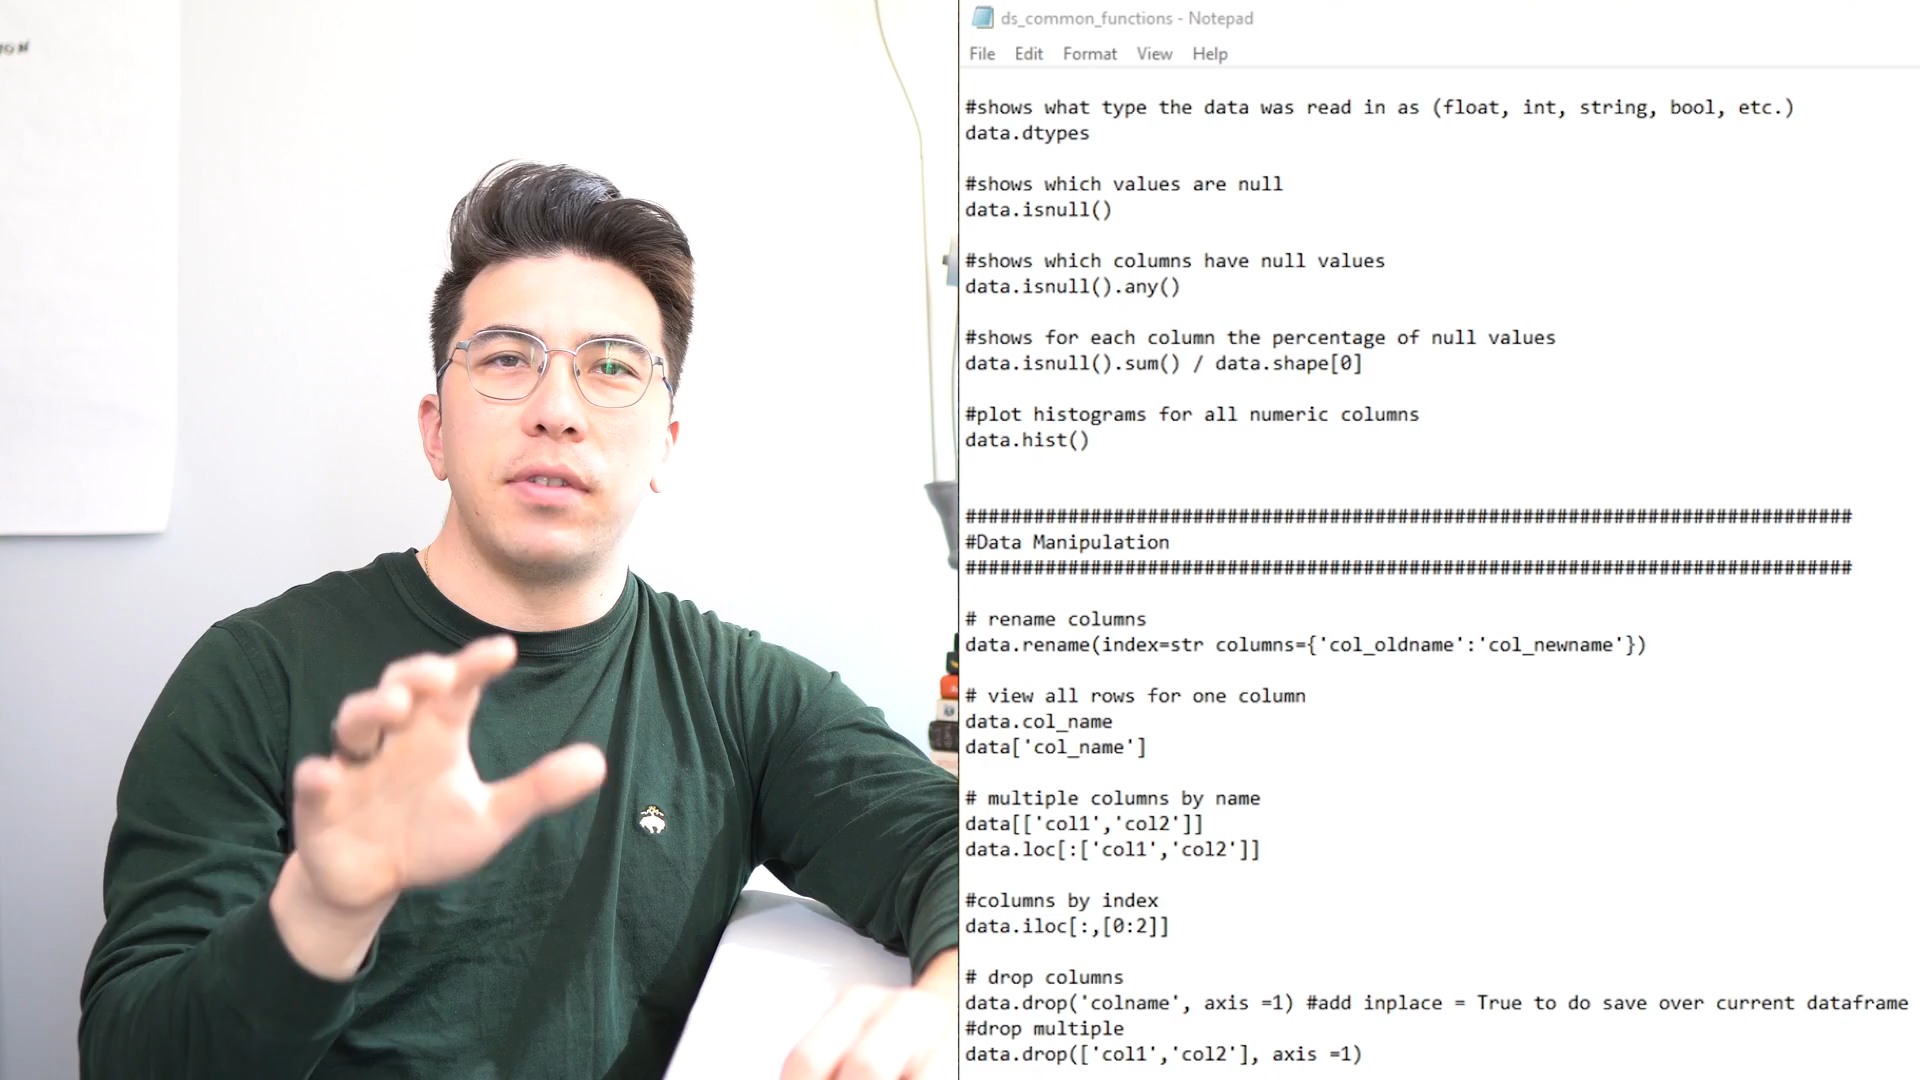 ds_common_functions - Notepad
File Edit Format View Help
#shows what type the data was read in as (float, int, string, bool, etc.)
data.dtypes
#shows which values are null
data.isnull()
#shows which columns have null values
data.isnull().any()
#shows for each column the percentage of null values
data.isnull().sum() / data.shape[0]
#plot histograms for all numeric columns
data.hist()
##############################################################################
#Data Manipulation
##############################################################################
# rename columns
data.rename(index=str columns={'col_oldname':'col_newname'})
# view all rows for one column
data.col_name
data['col_name']
# multiple columns by name
data[['col1','col2']]
data.loc[:['col1','col2']]
#columns by index
data.iloc[:,[0:2]]
# drop columns
data.drop('colname', axis =1) #add inplace = True to do save over current dataframe
#drop multiple
data.drop(['col1','col2'], axis =1)